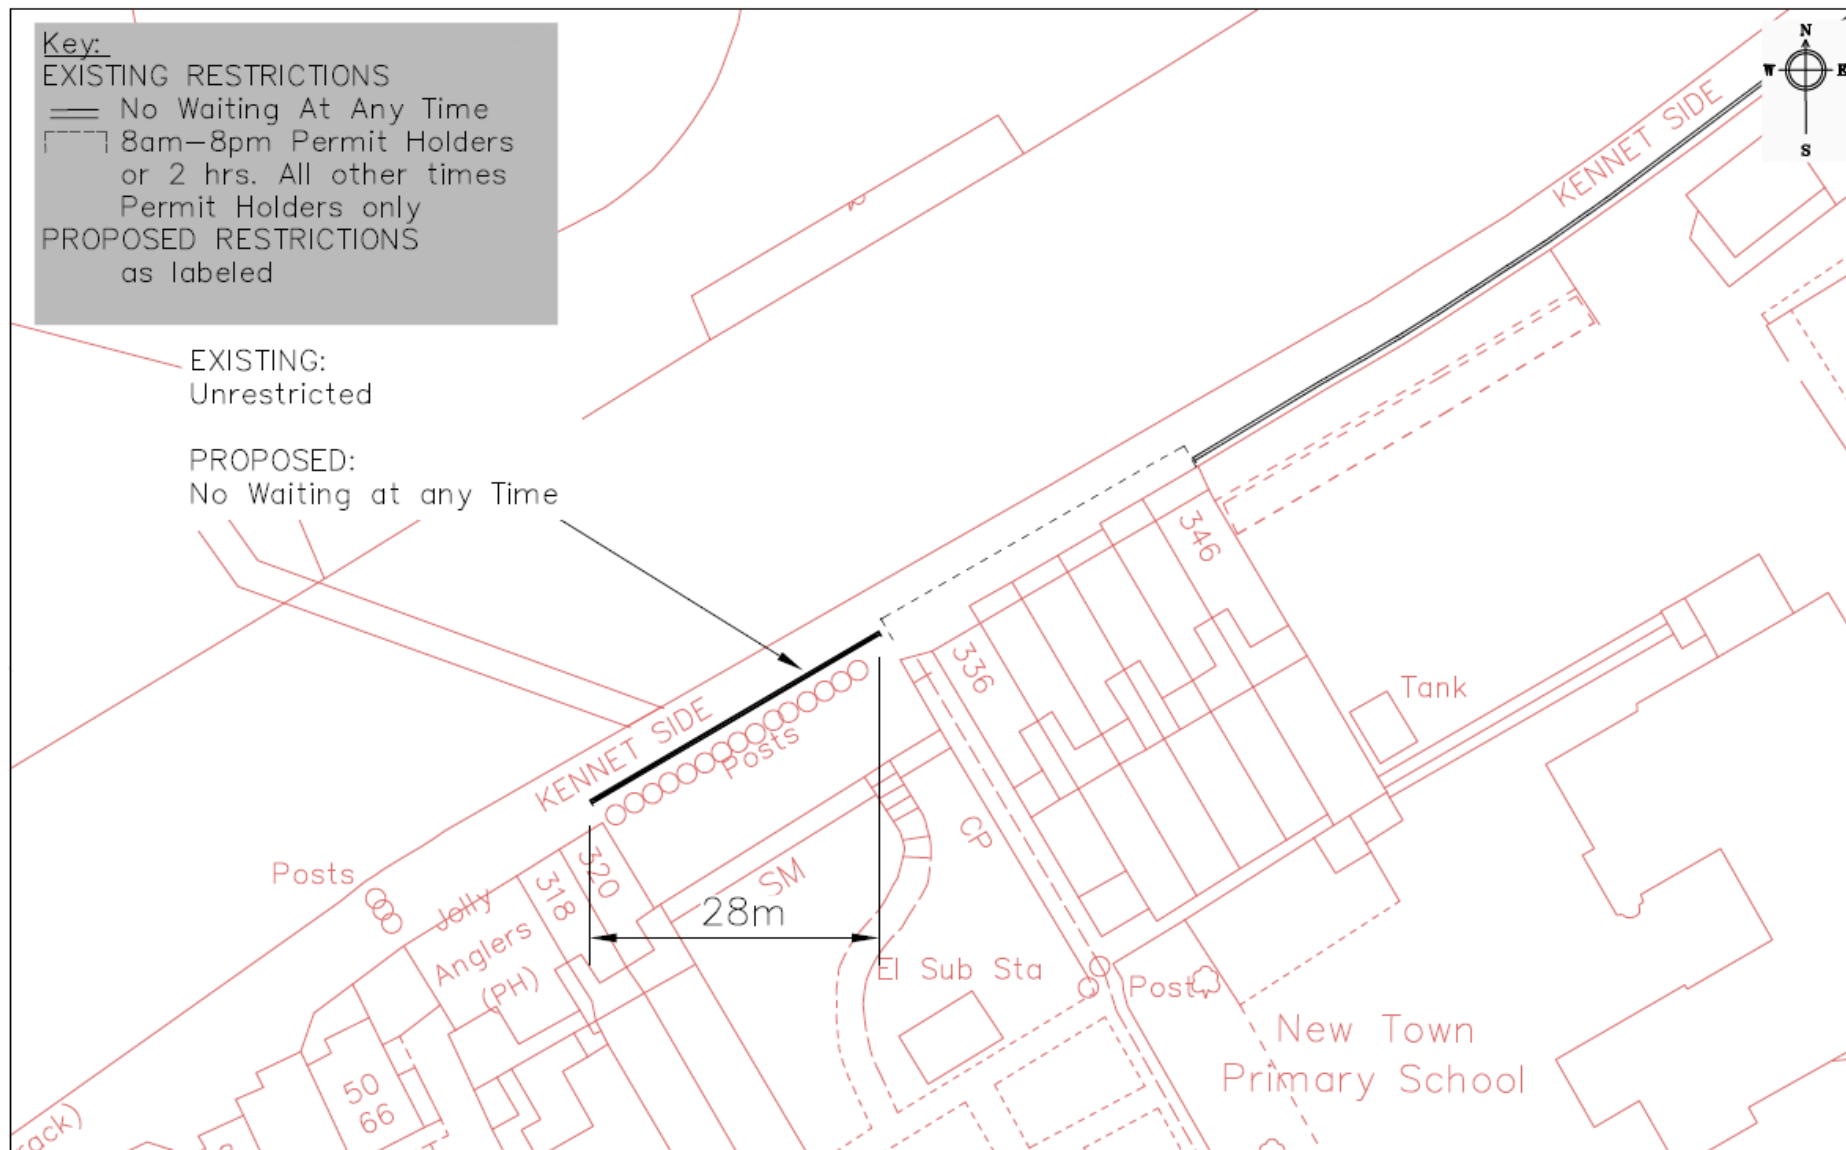 Key:
EXISTING RESTRICTIONS
No Waiting At Any Time
8am-8pm Permit Holders
or 2 hrs. All other times
Permit Holders only
PROPOSED RESTRICTIONS
as labeled
N
W E
S
KENNET SIDE
EXISTING:
Unrestricted
PROPOSED:
No Waiting at any Time
346
336
Tank
KENNET SIDE
Posts
CP
Posts
Jolly
Anglers
(PH)
318
320
SM
28m
El Sub Sta
Post
New Town
Primary School
50
66